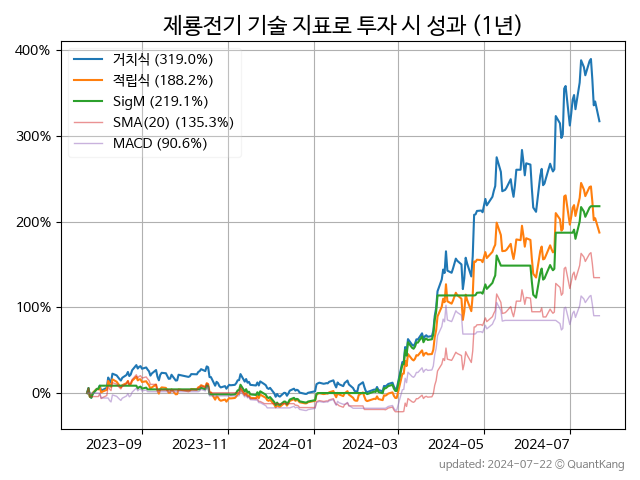 제룡전기 기술 지표로 투자 시 성과 (1년)
400%
300%
200%
100%
0%
거치식 (319.0%)
적립식 (188.2%)
SigM (219.1%)
SMA(20) (135.3%)
MACD (90.6%)
2023-09
2023-11
2024-01
2024-03
2024-05
2024-07
updated: 2024-07-22 © QuantKang